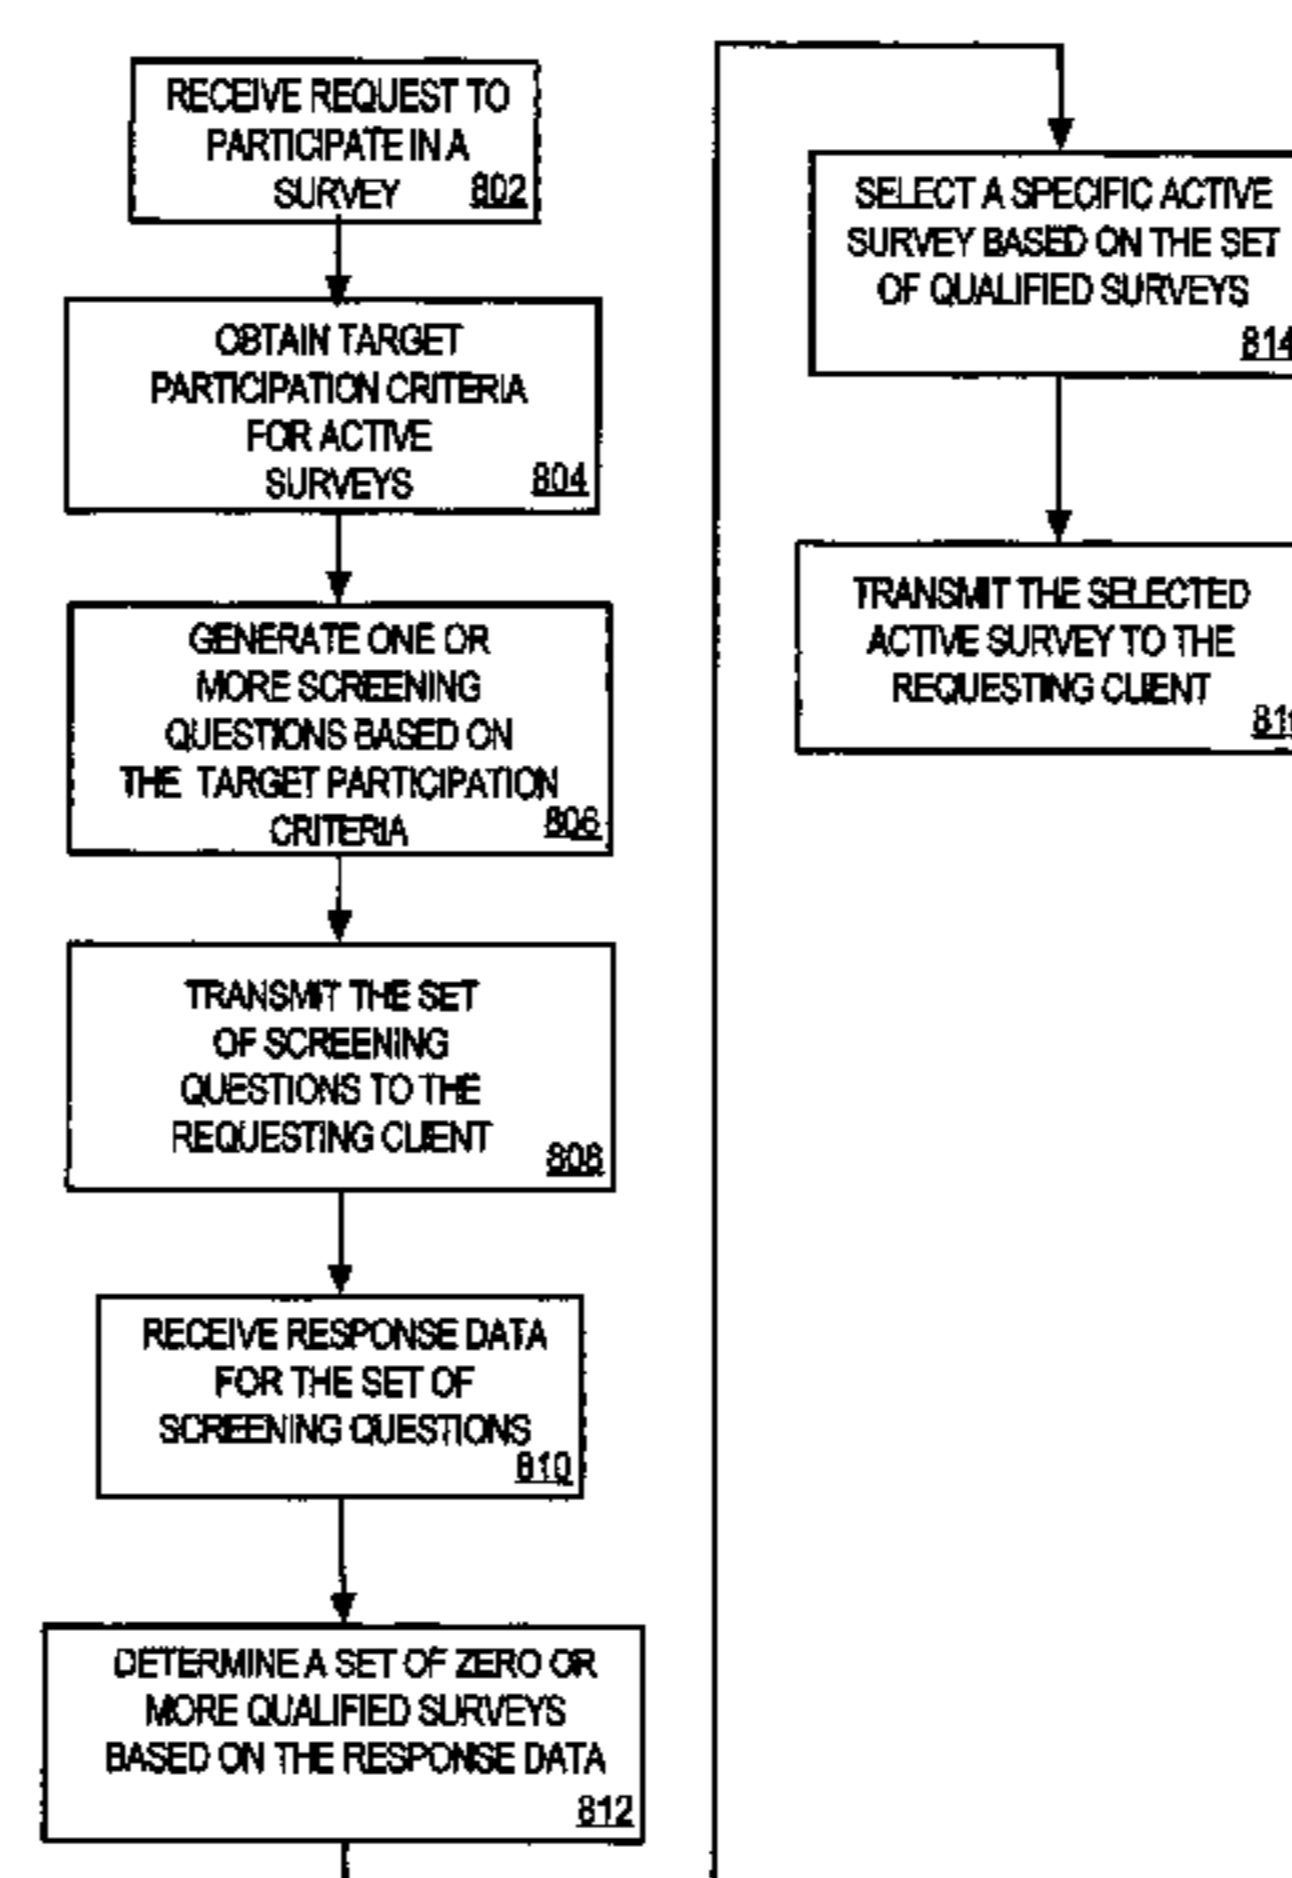 RECEIVE REQUEST TO
PARTICIPATE IN A
SURVEY 802
OBTAIN TARGET
PARTICIPATION CRITERIA
FOR ACTIVE
SURVEYS 804
GENERATE ONE OR
MORE SCREENING
QUESTIONS BASED ON
THE TARGET PARTICIPATION
CRITERIA 806
TRANSMIT THE SET
OF SCREENING
QUESTIONS TO THE
REQUESTING CLIENT 808
RECEIVE RESPONSE DATA
FOR THE SET OF
SCREENING QUESTIONS
810
DETERMINE A SET OF ZERO OR
MORE QUALIFIED SURVEYS
BASED ON THE RESPONSE DATA
812
SELECT A SPECIFIC ACTIVE
SURVEY BASED ON THE SET
OF QUALIFIED SURVEYS
814
TRANSMIT THE SELECTED
ACTIVE SURVEY TO THE
REQUESTING CLIENT